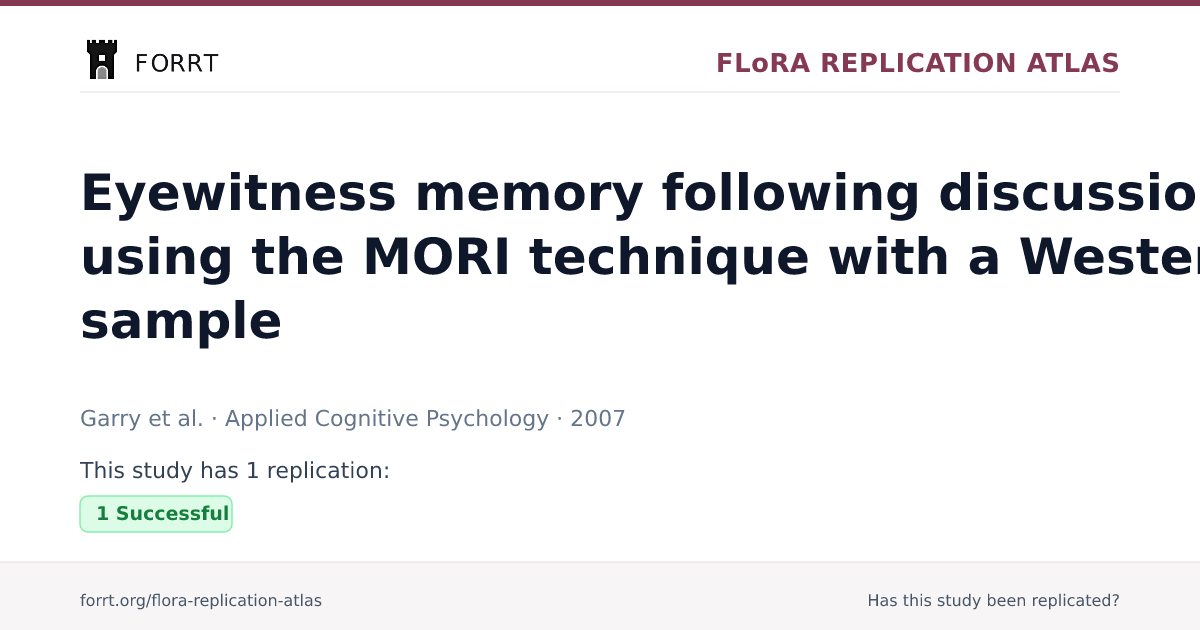 FORRT
FLoRA REPLICATION ATLAS
Eyewitness memory following discussio
using the MORI technique with a Wester
sample
Garry et al. · Applied Cognitive Psychology · 2007
This study has 1 replication:
1 Successful
forrt.org/flora-replication-atlas
Has this study been replicated?